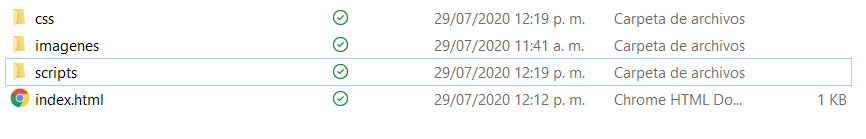 css 29/07/2020 12:19 p. m. Carpeta de archivos
imagenes 29/07/2020 11:41 a. m. Carpeta de archivos
scripts 29/07/2020 12:19 p. m. Carpeta de archivos
index.html 29/07/2020 12:12 p. m. Chrome HTML Do... 1 KB